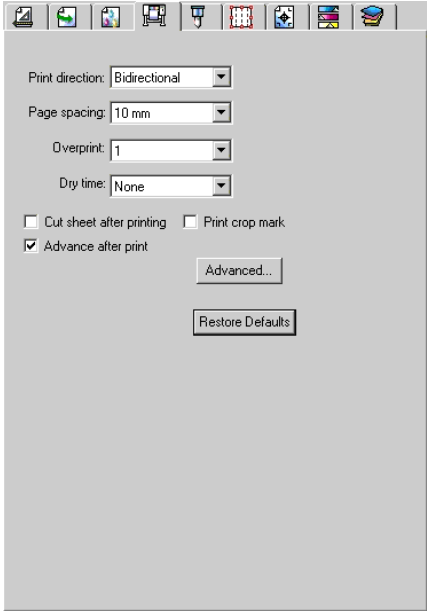 Print direction: Bidirectional
Page spacing: 10 mm
Overprint: 1
Dry time: None
Cut sheet after printing Print crop mark
Advance after print
Advanced...
Restore Defaults